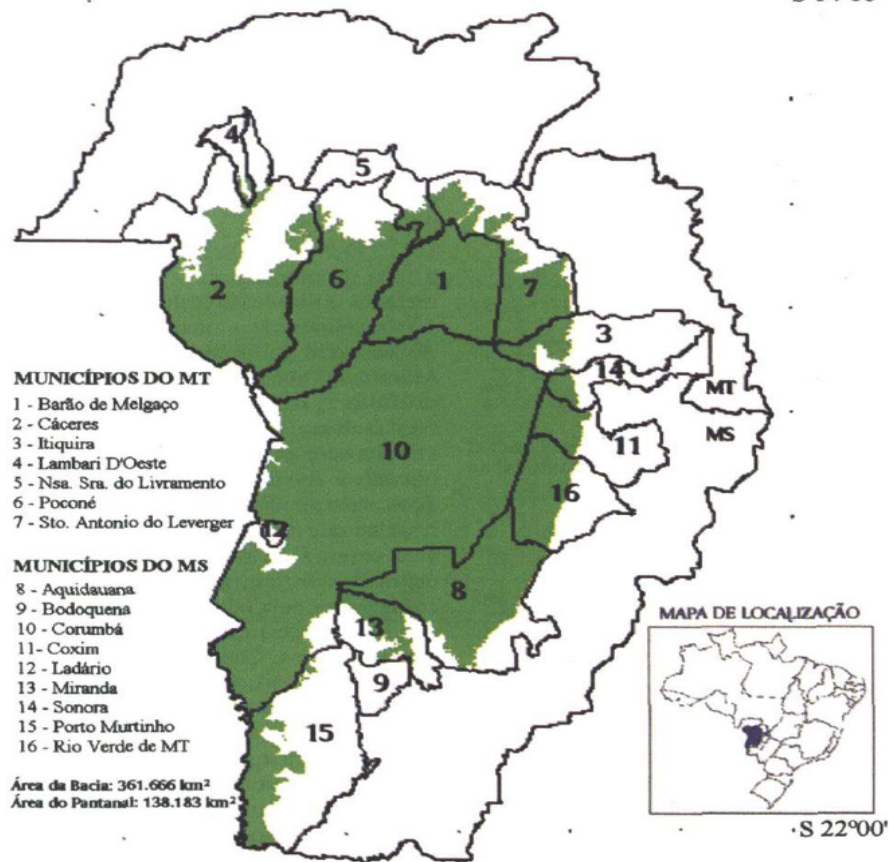 4
5
2
6
1
7
3
14
MT
MS
10
11
16
12
8
13
9
15
MUNICÍPIOS DO MT
1 - Barão de Melgaço
2 - Cáceres
3 - Itiquira
4 - Lambari D'Oeste
5 - Nsa. Sra. do Livramento
6 - Poconé
7 - Sto. Antonio do Leverger
MUNICÍPIOS DO MS
8 - Aquidauana
9 - Bodoquena
10 - Corumbá
11- Coxim
12 - Ladário
13 - Miranda
14 - Sonora
15 - Porto Murtinho
16 - Rio Verde de MT
Área da Bacia: 361.666 km²
Área do Pantanal: 138.183 km²
MAPA DE LOCALIZAÇÃO
S 22°00'